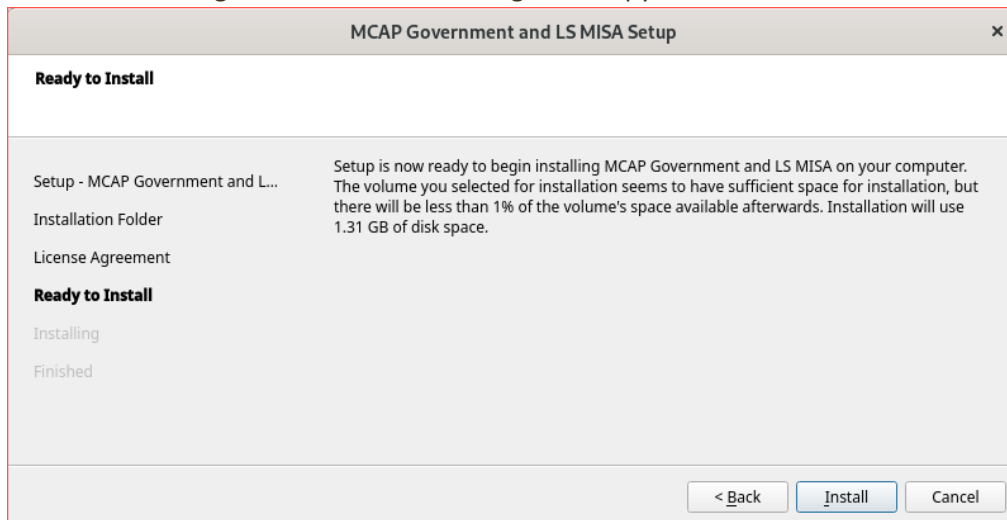 MCAP Government and LS MISA Setup
×
Ready to Install
Setup - MCAP Government and L...
Installation Folder
License Agreement
Ready to Install
Installing
Finished
Setup is now ready to begin installing MCAP Government and LS MISA on your computer.
The volume you selected for installation seems to have sufficient space for installation, but
there will be less than 1% of the volume's space available afterwards. Installation will use
1.31 GB of disk space.
< Back
Install
Cancel